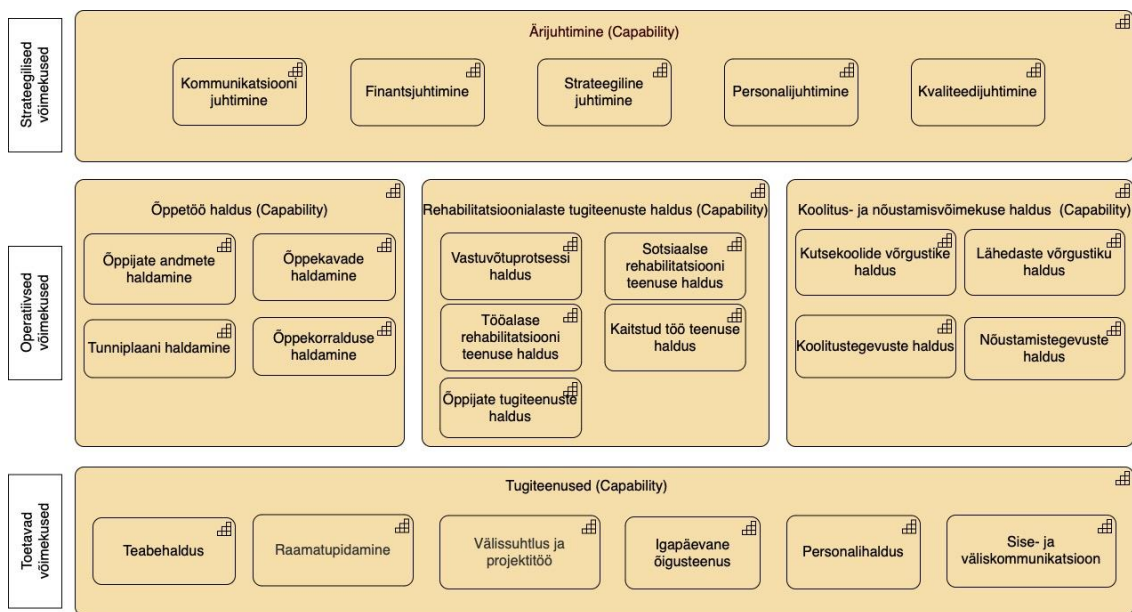 Strateegilised
võimekused
Ärijuhtimine (Capability)
Kommunikatsiooni
juhtimine
Finantsjuhtimine
Strateegiline
juhtimine
Personalijuhtimine
Kvaliteedijuhtimine
Operatiivsed
võimekused
Õppetöö haldus (Capability)
Õppijate andmete
haldamine
Õppekavade
haldamine
Tunniplaani haldamine
Õppekorralduse
haldamine
Rehabilitatsioonialaste tugiteenuste haldus (Capability)
Vastuvõtuprotsessi
haldus
Sotsiaalse
rehabilitatsiooni
teenuse haldus
Tööalase
rehabilitatsiooni
teenuse haldus
Kaitstud töö teenuse
haldus
Õppijate tugiteenuste
haldus
Koolitus- ja nõustamisvõimekuse haldus (Capability)
Kutsekoolide võrgustike
haldus
Lähedaste võrgustiku
haldus
Koolitustegevuste haldus
Nõustamistegevuste
haldus
Toetavad
võimekused
Tugiteenused (Capability)
Teabehaldus
Raamatupidamine
Välissuhtlus ja
projektitöö
Igapäevane
õigusteenus
Personalihaldus
Sise- ja
väliskommunikatsioon